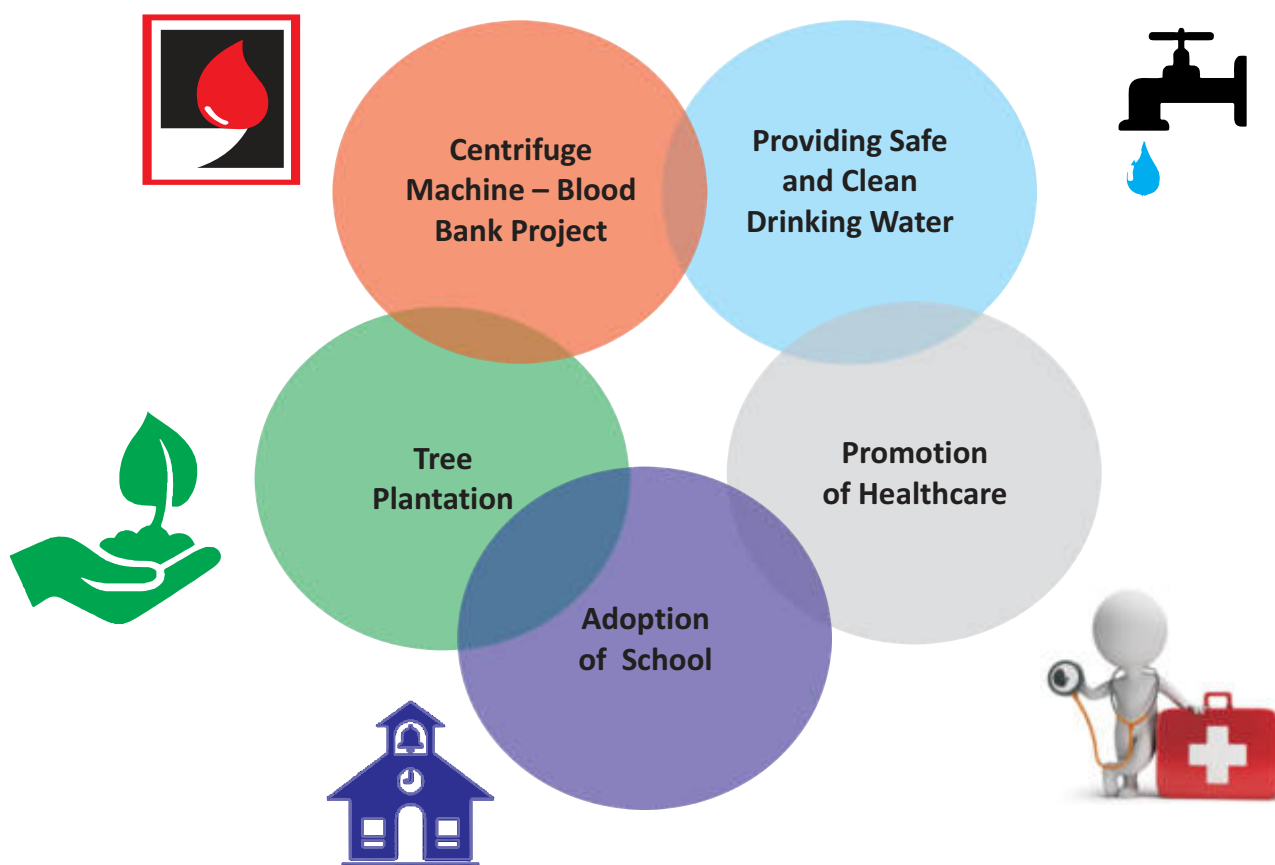 Centrifuge
Machine – Blood
Bank Project
Providing Safe
and Clean
Drinking Water
Tree
Plantation
Promotion
of Healthcare
Adoption
of School